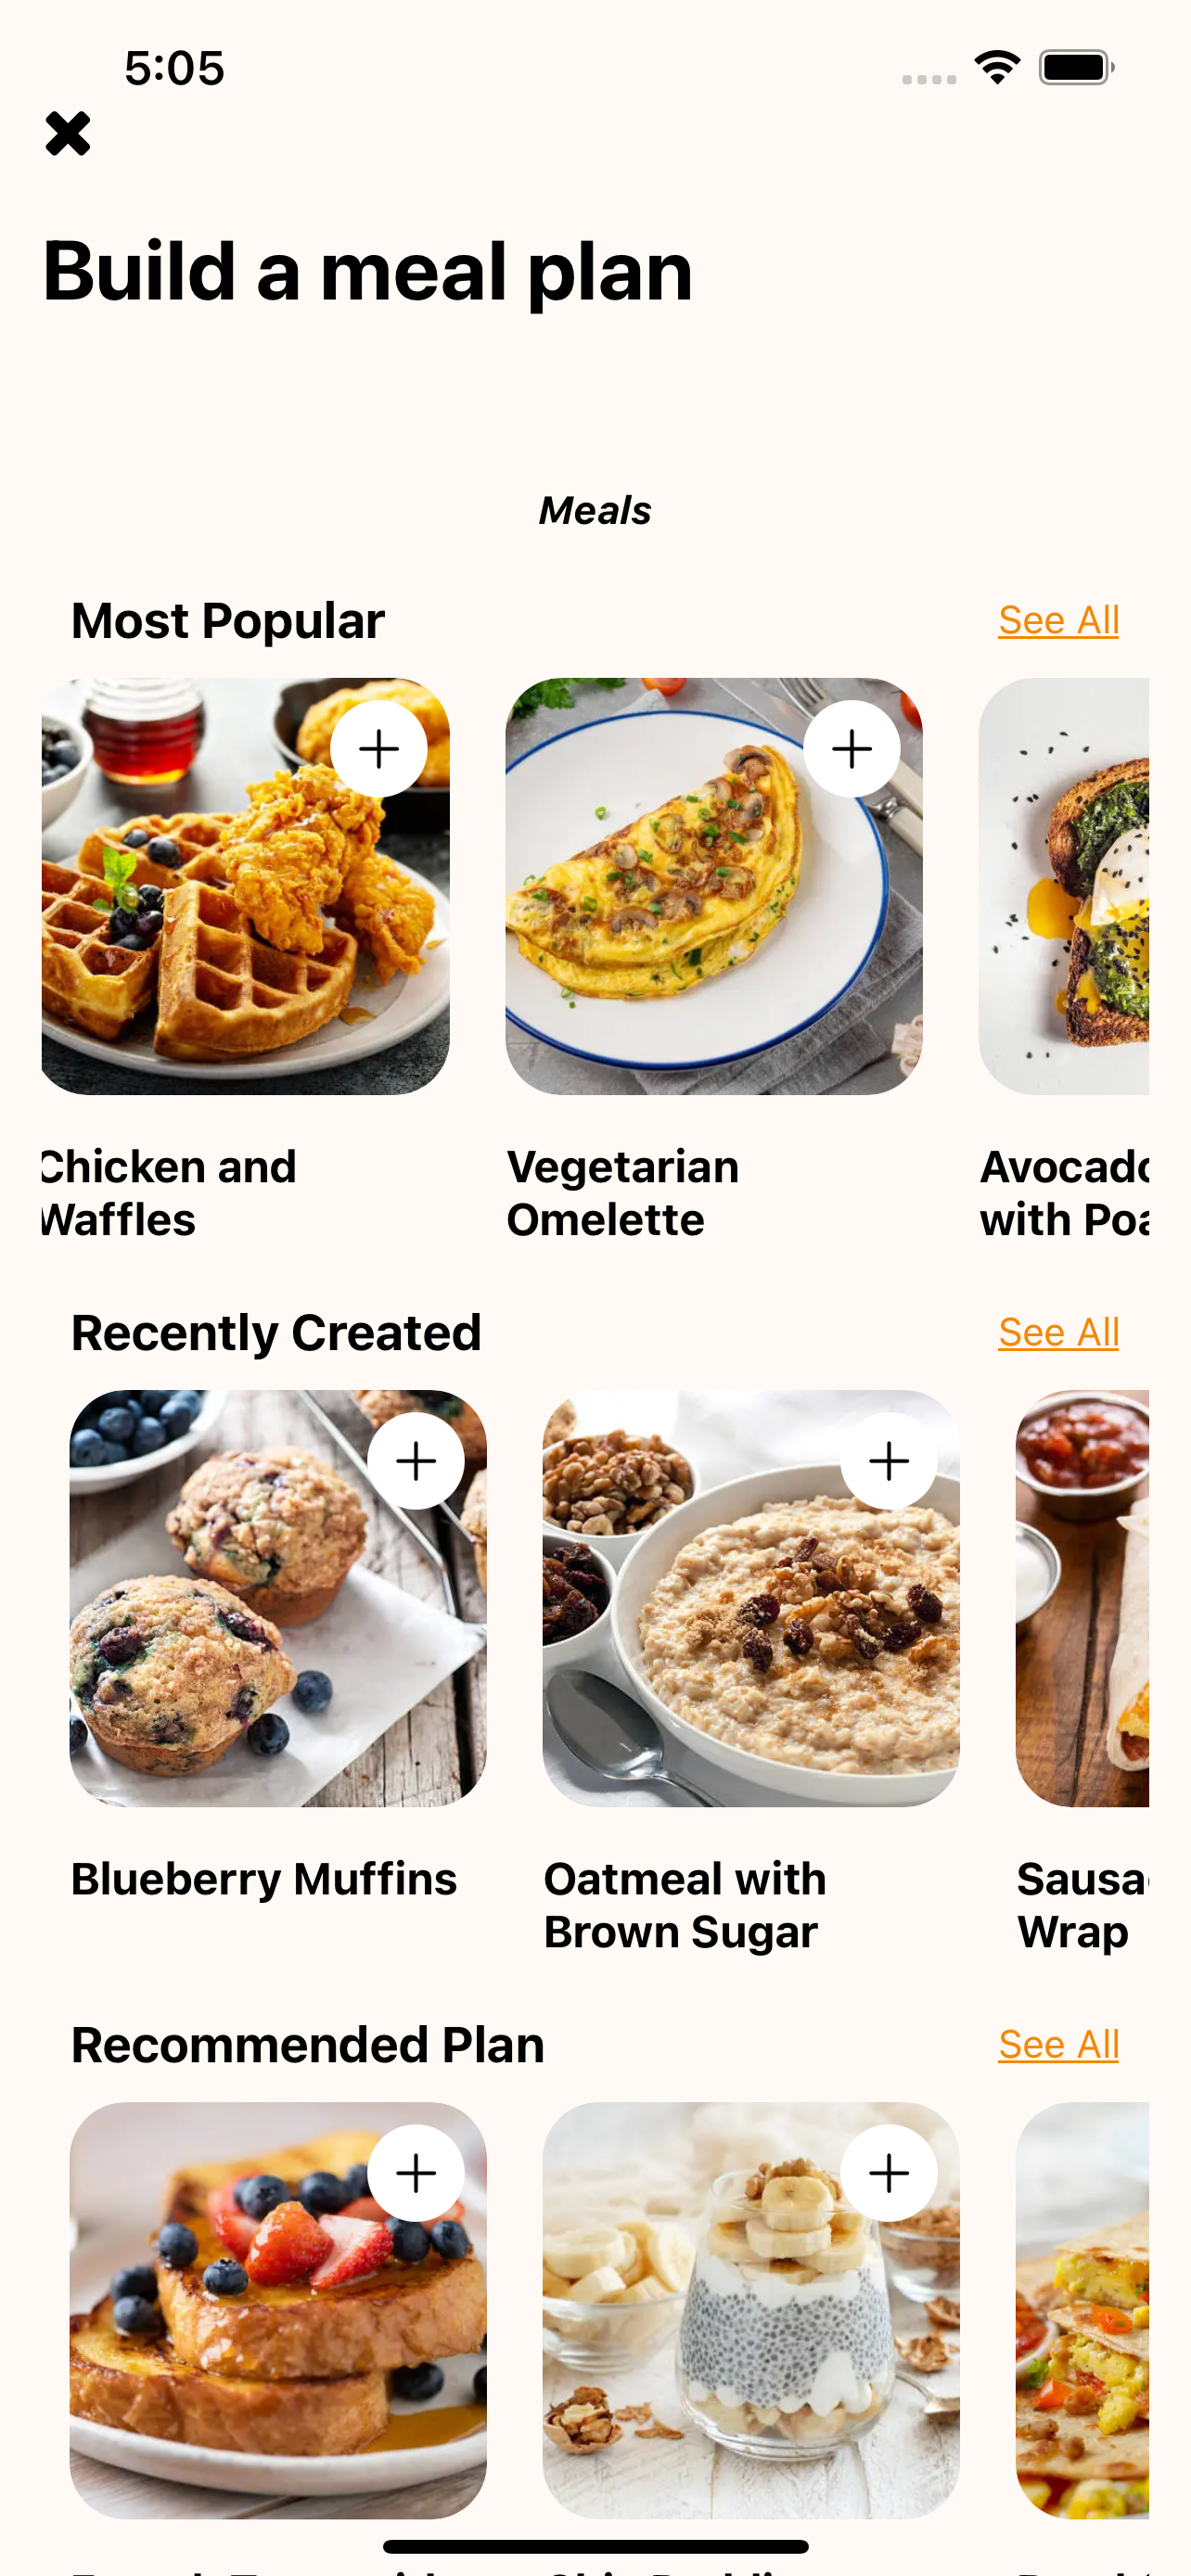 5:05
Build a meal plan
Meals
Most Popular
See All
Chicken and
Waffles
Vegetarian
Omelette
Avocado
with Poa
Recently Created
See All
Blueberry Muffins
Oatmeal with
Brown Sugar
Sausa
Wrap
Recommended Plan
See All